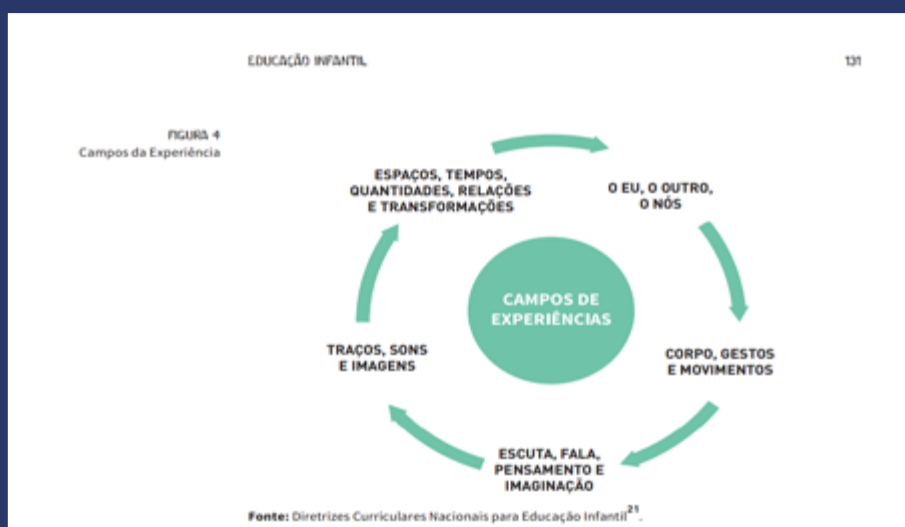 EDUCAÇÃO INFANTIL
131
FIGURA 4
Campos da Experiência
ESPAÇOS, TEMPOS,
QUANTIDADES, RELAÇÕES
E TRANSFORMAÇÕES
O EU, O OUTRO,
O NÓS
CAMPOS DE
EXPERIÊNCIAS
CORPO, GESTOS
E MOVIMENTOS
TRAÇOS, SONS
E IMAGENS
ESCUTA, FALA,
PENSAMENTO E
IMAGINAÇÃO
Fonte: Diretrizes Curriculares Nacionais para Educação Infantil²¹.